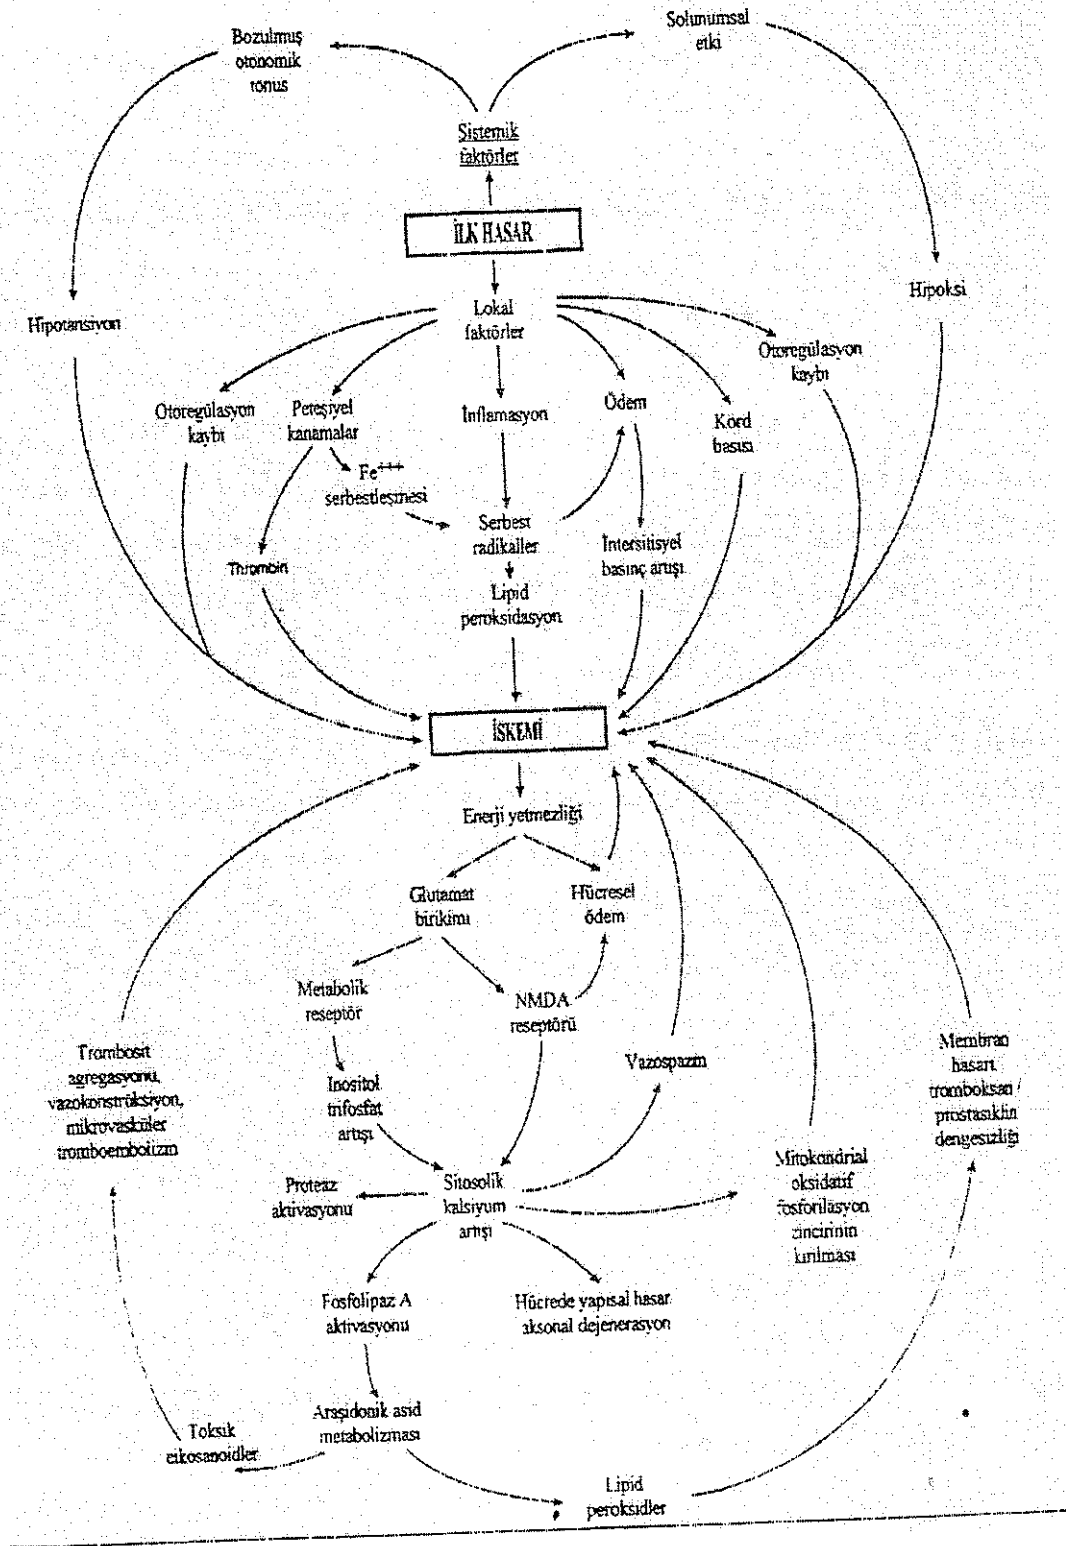 Bozulmuş
otonomik
tonus
Solunumsal
etki
Sistemik
faktörler
İLK HASAR
Hipotansiyon
Lokal
faktörler
Hipoksi
Otoregülasyon
kaybı
Otoregülasyon
kaybı
Peteşiyel
kanamalar
İnflamasyon
Ödem
Kord
basısı
Fe+++
serbestleşmesi
Thrombin
Serbest
radikaller
İntersitisyel
basınç artışı
Lipid
peroksidasyon
İSKEMİ
Enerji yetmezliği
Glutamat
birikimi
Hücresel
ödem
Metabolik
reseptör
NMDA
reseptörü
Trombosit
agregasyonu,
vazokonstrüksiyon,
mikrovasküler
tromboembolizm
İnositol
trifosfat
artışı
Vazospazm
Membran
hasarı,
tromboksan /
prostasiklin
dengesizliği
Proteaz
aktivasyonu
Sitosolik
kalsiyum
artışı
Mitokondrial
oksidatif
fosforilasyon
zincirinin
kırılması
Fosfolipaz A
aktivasyonu
Hücrede yapısal hasar
aksonal dejenerasyon
Toksik
eikosanoidler
Araşidonik asid
metabolizması
Lipid
peroksidler